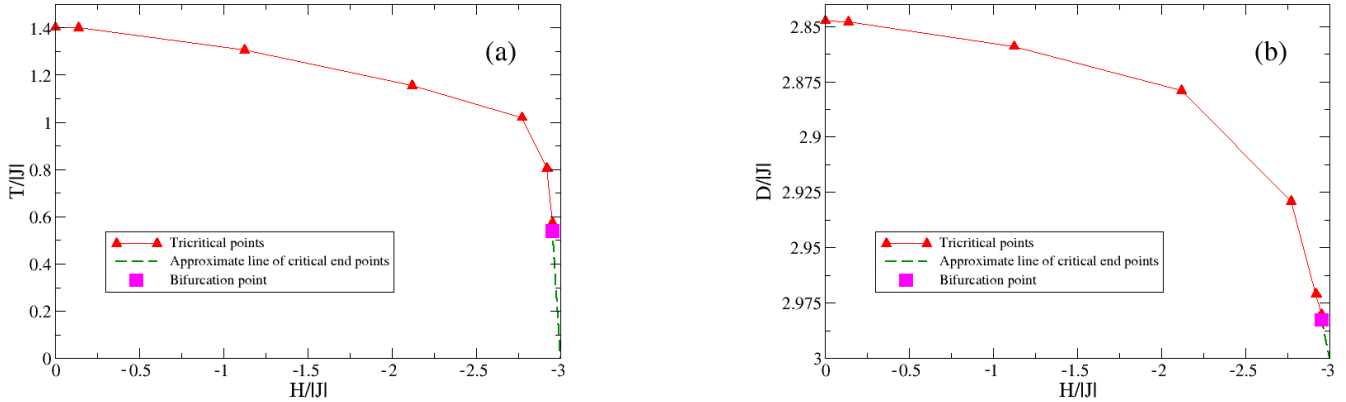 (a)
T/|J|
1.4
1.2
1
0.8
0.6
0.4
0.2
0
Tricritical points
Approximate line of critical end points
Bifurcation point
0 -0.5 -1 -1.5 -2 -2.5 -3
H/|J|
(b)
D/|J|
2.85
2.875
2.9
2.925
2.95
2.975
3
Tricritical points
Approximate line of critical end points
Bifurcation point
0 -0.5 -1 -1.5 -2 -2.5 -3
H/|J|